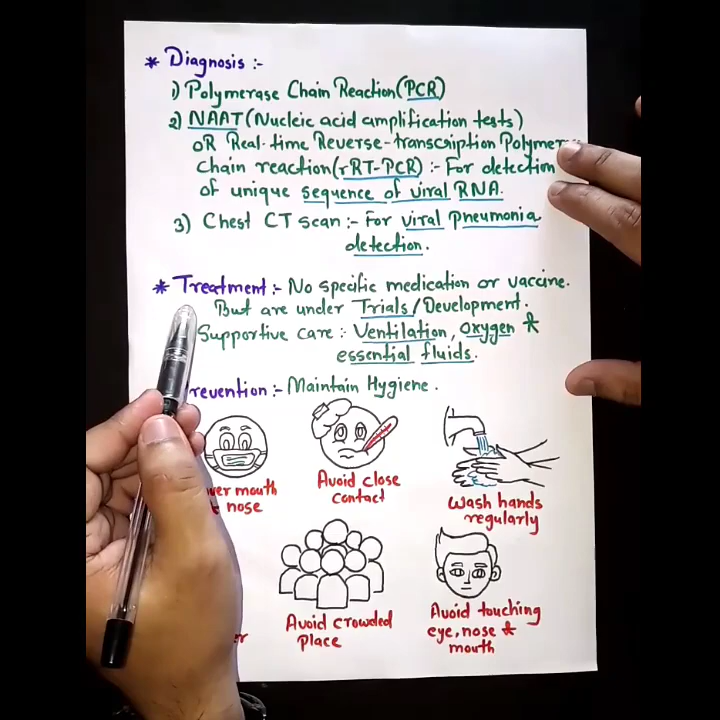 * Diagnosis :-
1) Polymerase Chain Reaction (PCR)
2) NAAT (Nucleic acid amplification tests)
OR Real-time Reverse-transcription
Chain reaction (rRT-PCR) :- For detection
of unique sequence of viral RNA.
3) Chest CT scan :- For viral pneumonia
detection.
* Treatment :- No specific medication or vaccine.
But are under Trials/Development.
Supportive care : Ventilation, oxygen &
essential fluids.
:- Maintain Hygiene.
mouth
nose
Avoid close
contact
Wash hands
regularly
Avoid crowded
place
Avoid touching
eye, nose &
mouth